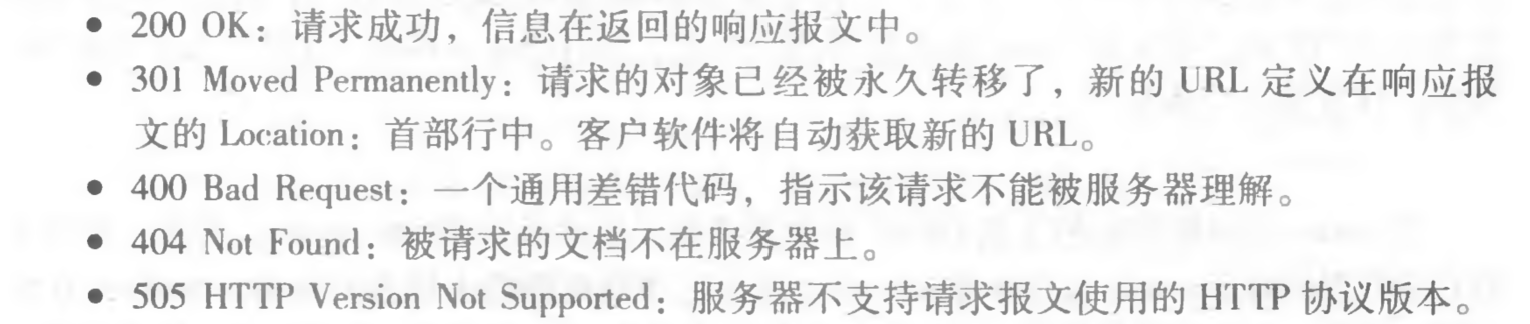 ● 200 OK：请求成功，信息在返回的响应报文中。
● 301 Moved Permanently：请求的对象已经被永久转移了，新的 URL 定义在响应报
文的 Location：首部行中。客户软件将自动获取新的 URL。
● 400 Bad Request：一个通用差错代码，指示该请求不能被服务器理解。
● 404 Not Found：被请求的文档不在服务器上。
● 505 HTTP Version Not Supported：服务器不支持请求报文使用的 HTTP 协议版本。